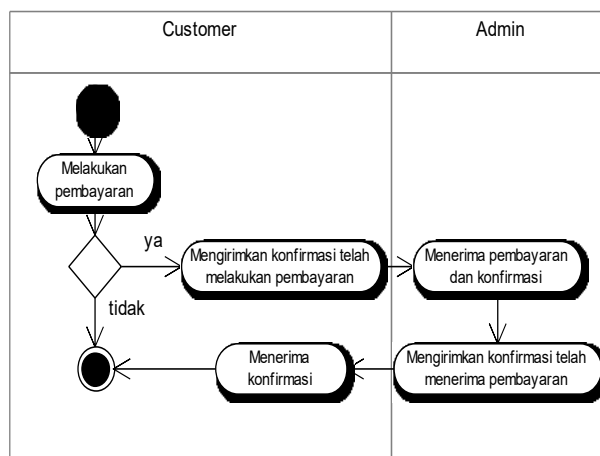 Customer
Admin
Melakukan
pembayaran
ya
Mengirimkan konfirmasi telah
melakukan pembayaran
Menerima pembayaran
dan konfirmasi
tidak
Menerima
konfirmasi
Mengirimkan konfirmasi telah
menerima pembayaran